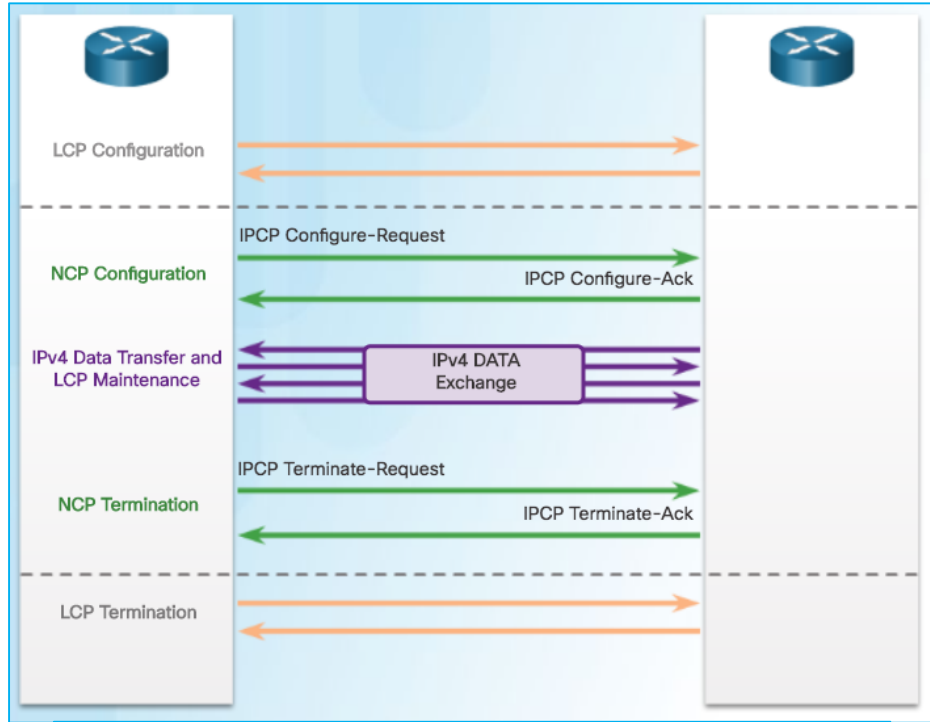 LCP Configuration
IPCP Configure-Request
NCP Configuration
IPCP Configure-Ack
IPv4 Data Transfer and
LCP Maintenance
IPv4 DATA
Exchange
IPCP Terminate-Request
NCP Termination
IPCP Terminate-Ack
LCP Termination